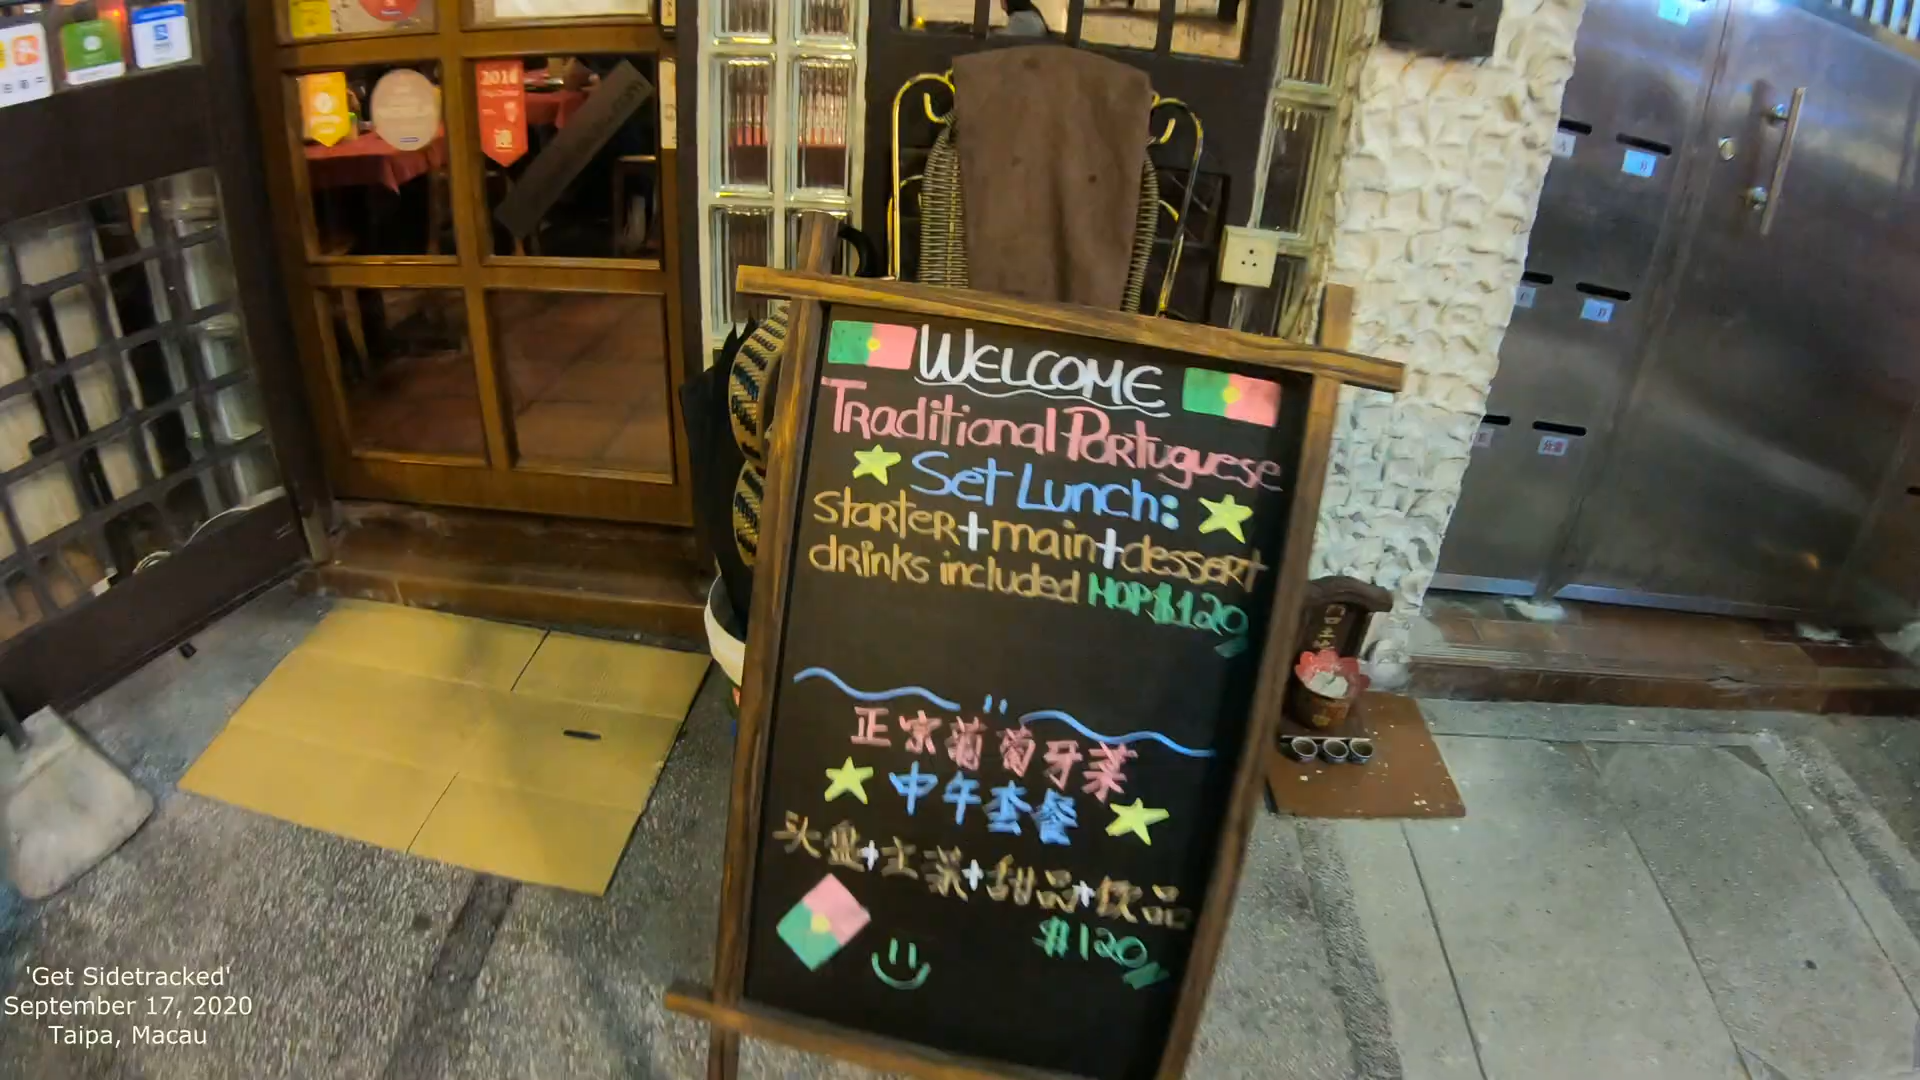 2018
WELCOME
Traditional Portuguese
Set Lunch:
starter+main+dessert
drinks included MOP$120
正宗葡萄牙菜
中午套餐
头盘+主菜+甜品+饮品
$120
A
B
D
'Get Sidetracked'
September 17, 2020
Taipa, Macau